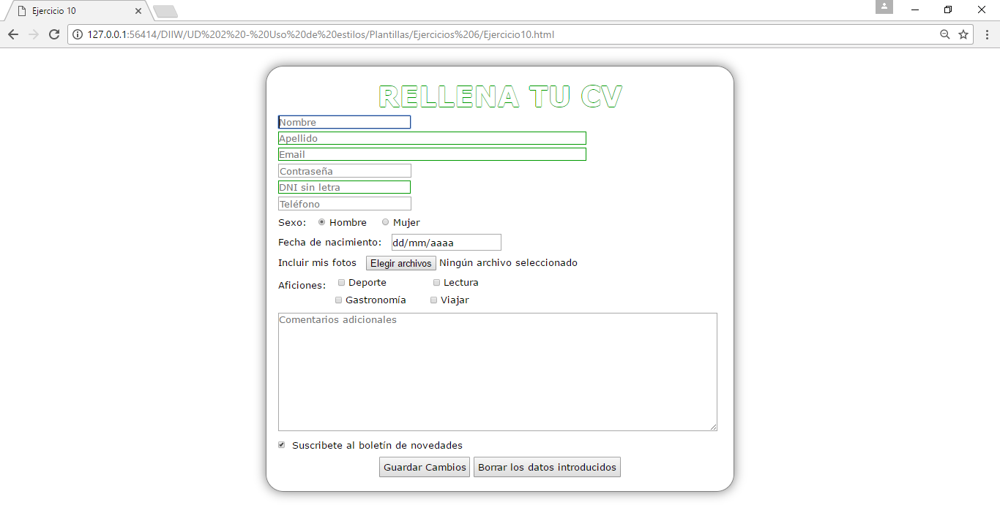 Ejercicio 10
127.0.0.1:56414/DIIW/UD%202%20-%20Uso%20de%20estilos/Plantillas/Ejercicios%206/Ejercicio10.html
RELLENA TU CV
Nombre
Apellido
Email
Contraseña
DNI sin letra
Teléfono
Sexo: Hombre Mujer
Fecha de nacimiento: dd/mm/aaaa
Incluir mis fotos Elegir archivos Ningún archivo seleccionado
Aficiones: Deporte Lectura
Gastronomía Viajar
Comentarios adicionales
Suscribete al boletín de novedades
Guardar Cambios Borrar los datos introducidos